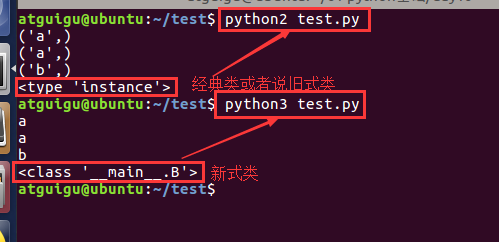 atguigu@ubuntu:~/test$ python2 test.py
('a',)
('a',)
('b',)
<type 'instance'> 经典类或者说旧式类
atguigu@ubuntu:~/test$ python3 test.py
a
a
b
<class '__main__.B'> 新式类
atguigu@ubuntu:~/test$